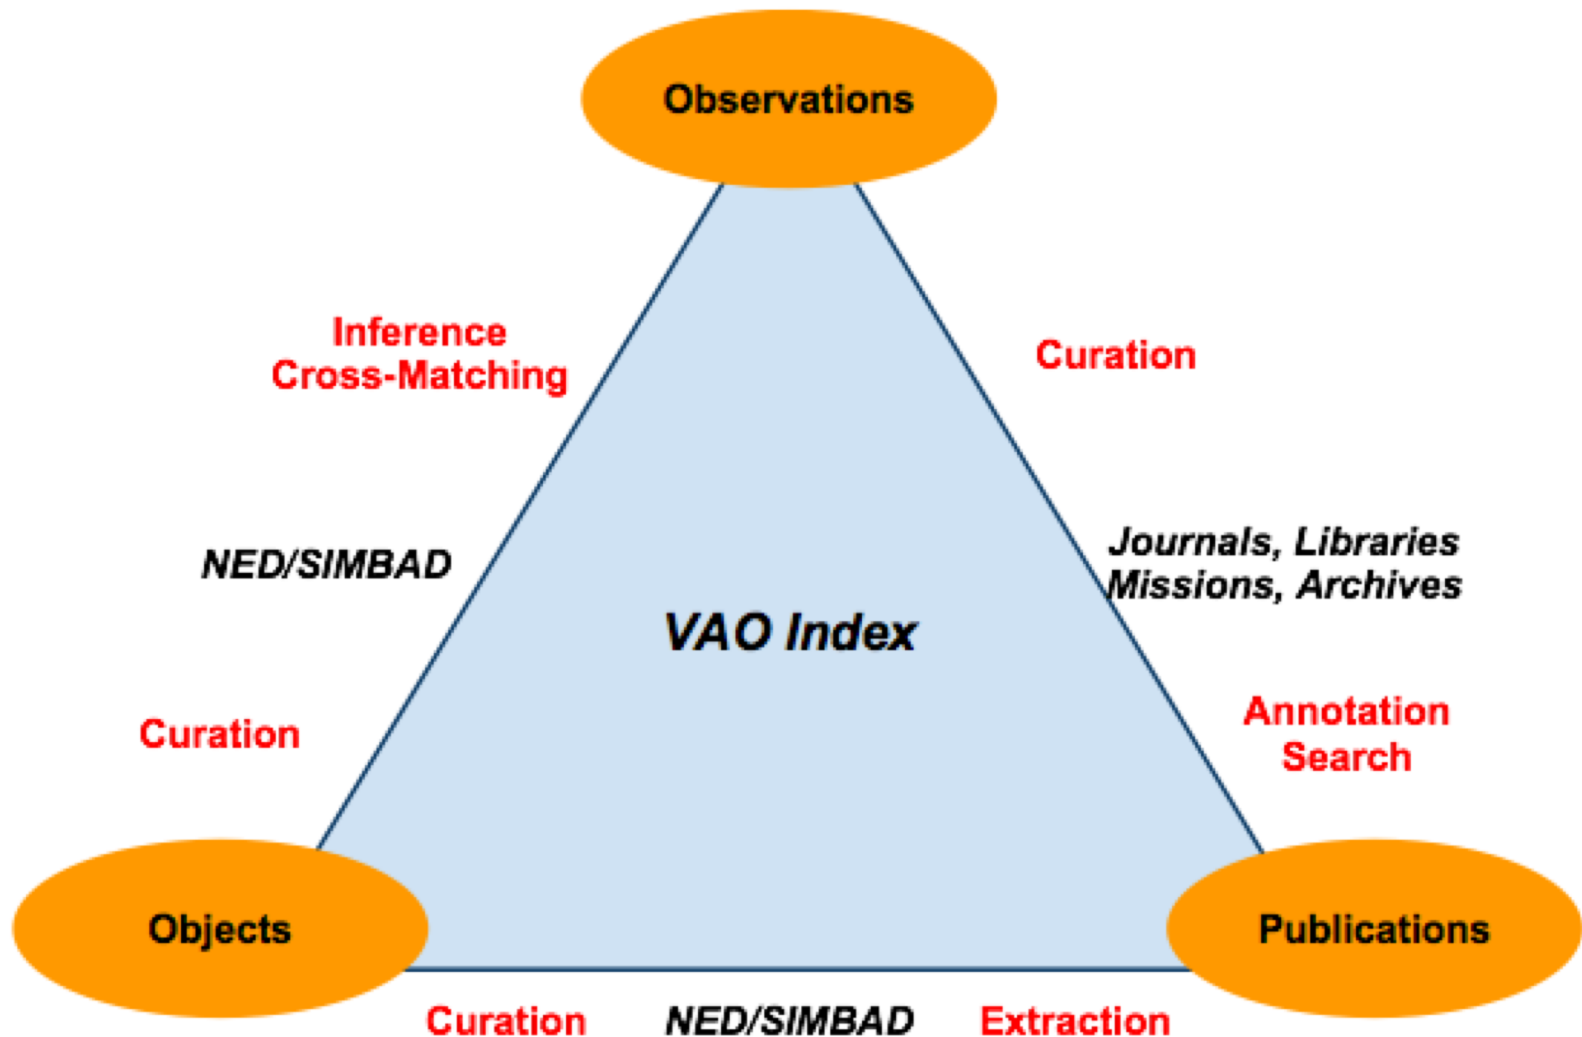 Observations
Inference
Cross-Matching
Curation
NED/SIMBAD
Journals, Libraries
Missions, Archives
VAO Index
Curation
Annotation
Search
Objects
Publications
Curation NED/SIMBAD Extraction